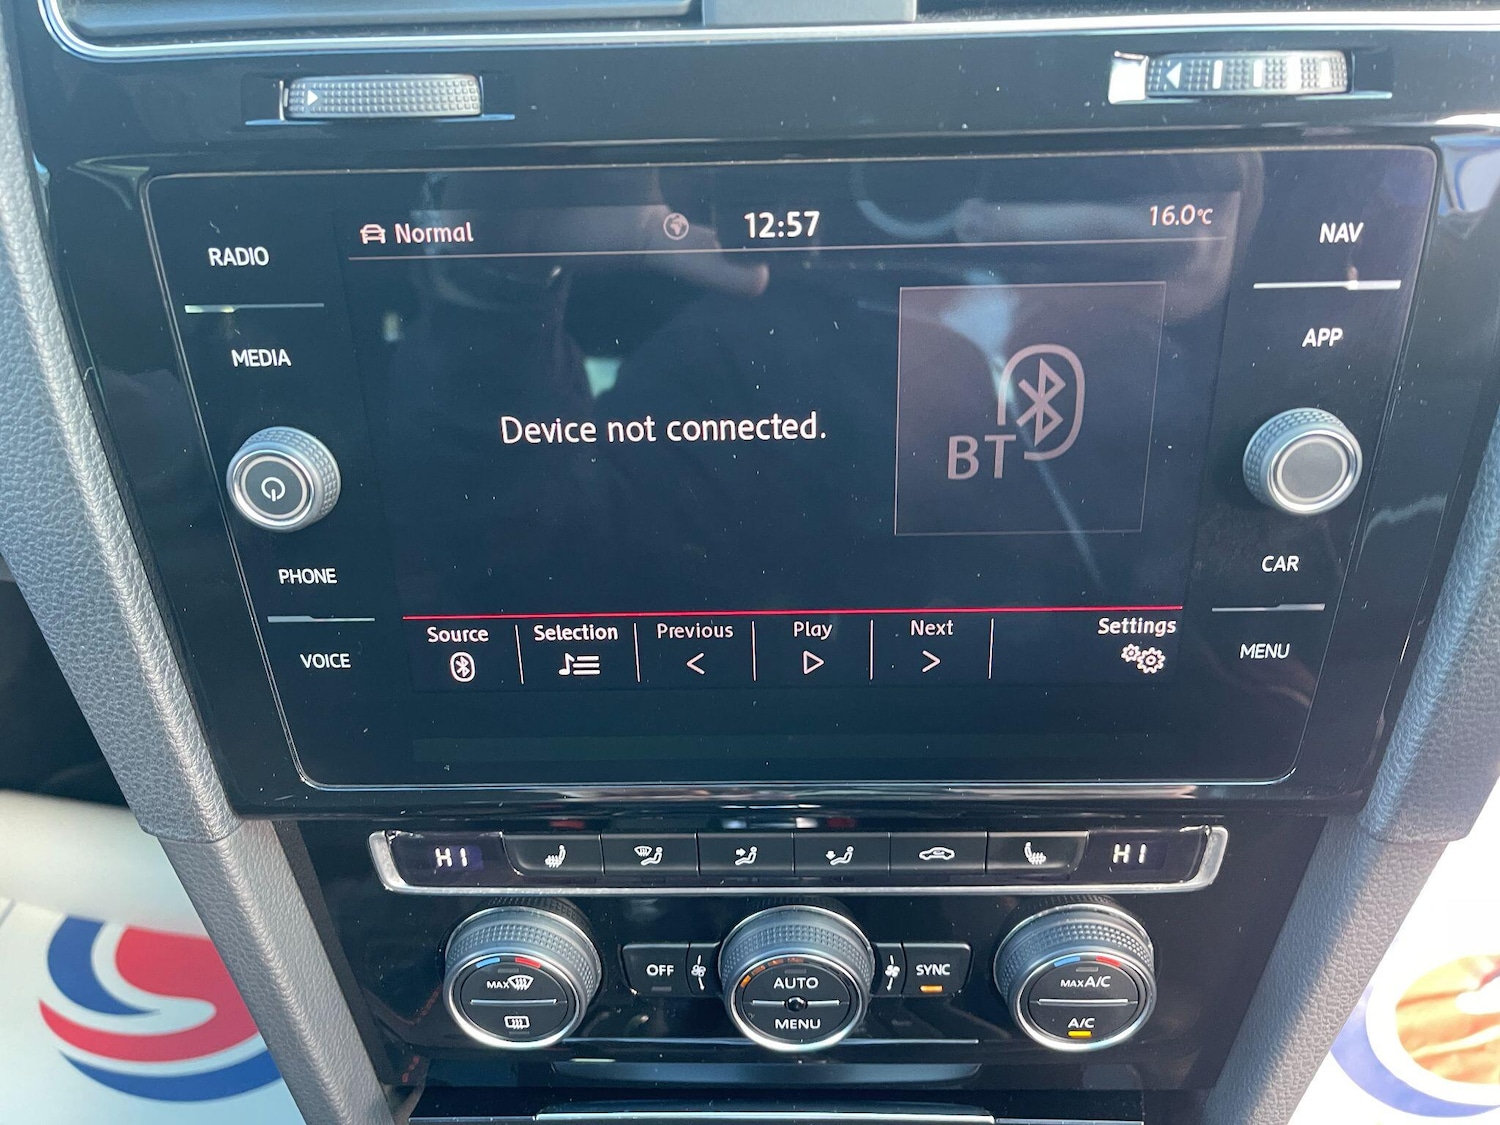 Normal
12:57
16.0°C
RADIO
MEDIA
PHONE
VOICE
NAV
APP
CAR
MENU
Device not connected.
BT
Source
Selection
Previous
Play
Next
Settings
HI
HI
MAX
OFF
AUTO
MENU
SYNC
MAX A/C
A/C